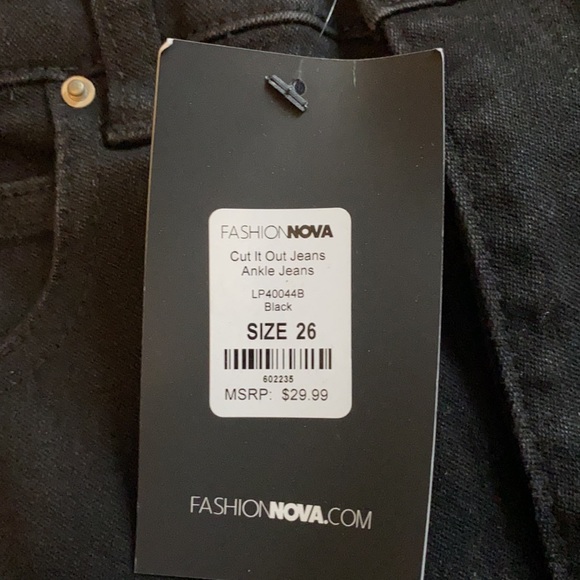 FASHIONNOVA
Cut It Out Jeans
Ankle Jeans
LP40044B
Black
SIZE 26
602235
MSRP: $29.99
FASHIONNOVA.COM